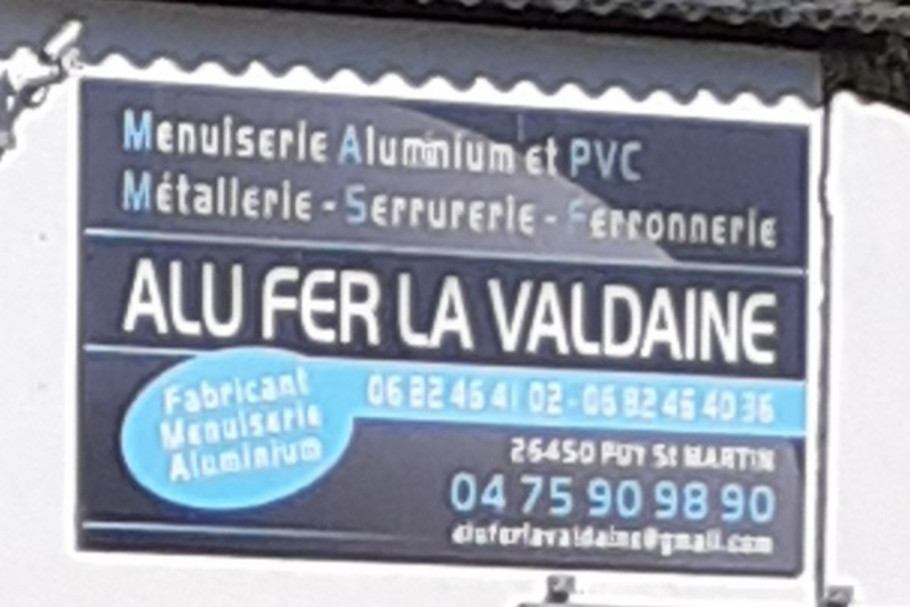 Menuiserie Aluminium et PVC
Métallerie - Serrurerie - Ferronnerie
ALU FER LA VALDAINE
Fabricant
Menuiserie
Aluminium
06 82 46 41 02 - 06 82 46 40 36
26450 PUY St MARTIN
04 75 90 98 90
aluferlavaldaine@gmail.com